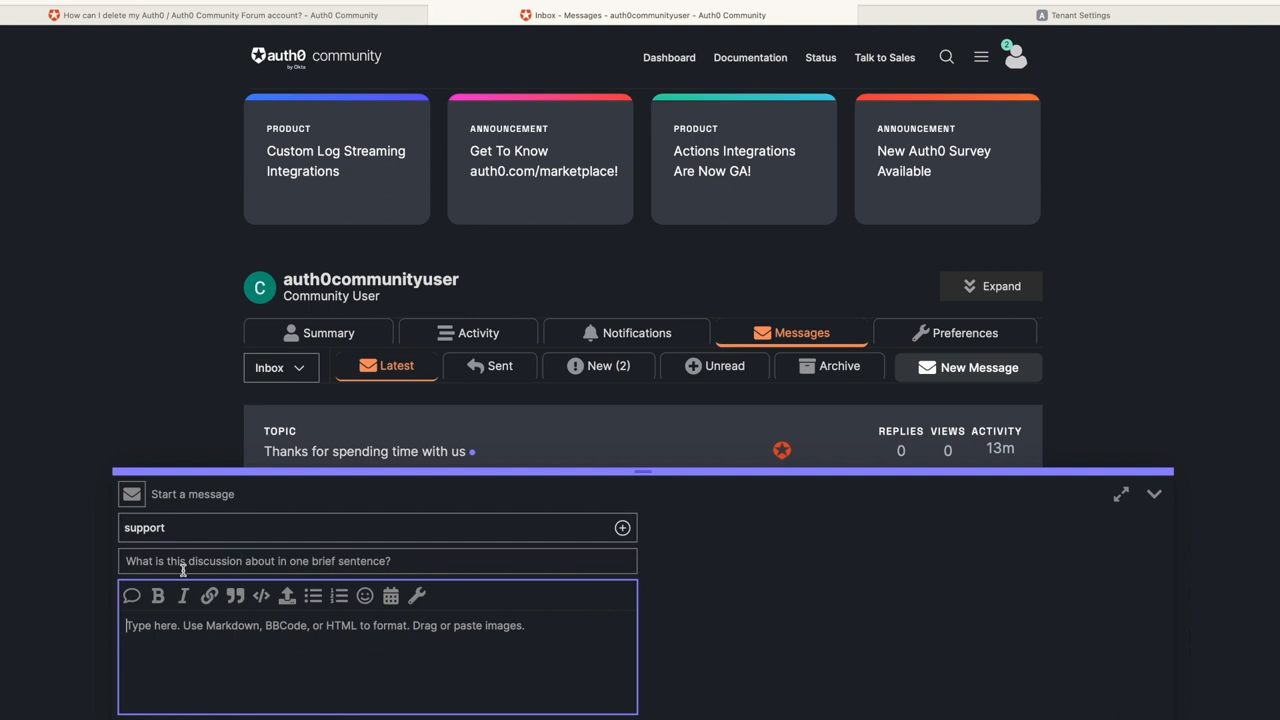 How can I delete my Auth0 / Auth0 Community Forum account? - Auth0 Community
Inbox - Messages - auth0communityuser - Auth0 Community
A Tenant Settings
auth0 community
by Okta
Dashboard Documentation Status Talk to Sales
2
PRODUCT
Custom Log Streaming
Integrations
ANNOUNCEMENT
Get To Know
auth0.com/marketplace!
PRODUCT
Actions Integrations
Are Now GA!
ANNOUNCEMENT
New Auth0 Survey
Available
C
auth0communityuser
Community User
Expand
Summary Activity Notifications Messages Preferences
Inbox Latest Sent New (2) Unread Archive New Message
TOPIC REPLIES VIEWS ACTIVITY
Thanks for spending time with us 0 0 13m
Start a message
support
What is this discussion about in one brief sentence?
B I
Type here. Use Markdown, BBCode, or HTML to format. Drag or paste images.